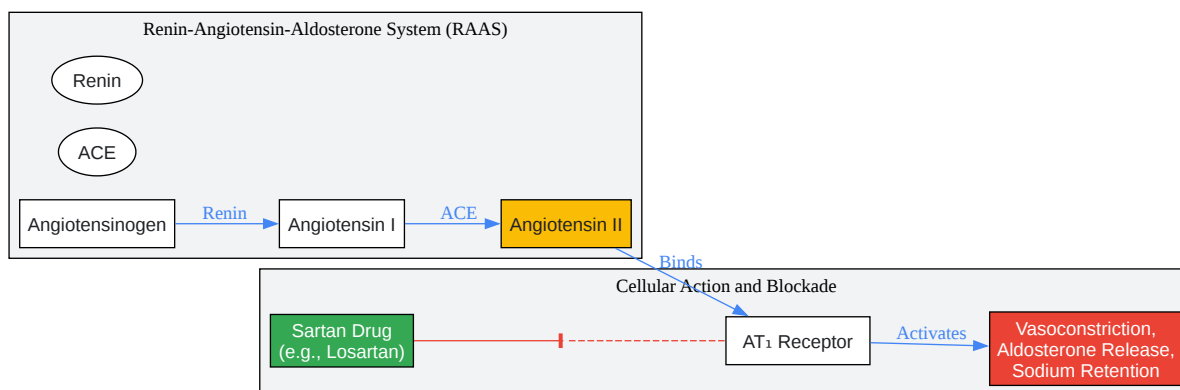 Renin-Angiotensin-Aldosterone System (RAAS)
Renin
ACE
Angiotensinogen
Renin
Angiotensin I
ACE
Angiotensin II
Binds
Cellular Action and Blockade
Sartan Drug
(e.g., Losartan)
AT₁ Receptor
Activates
Vasoconstriction,
Aldosterone Release,
Sodium Retention